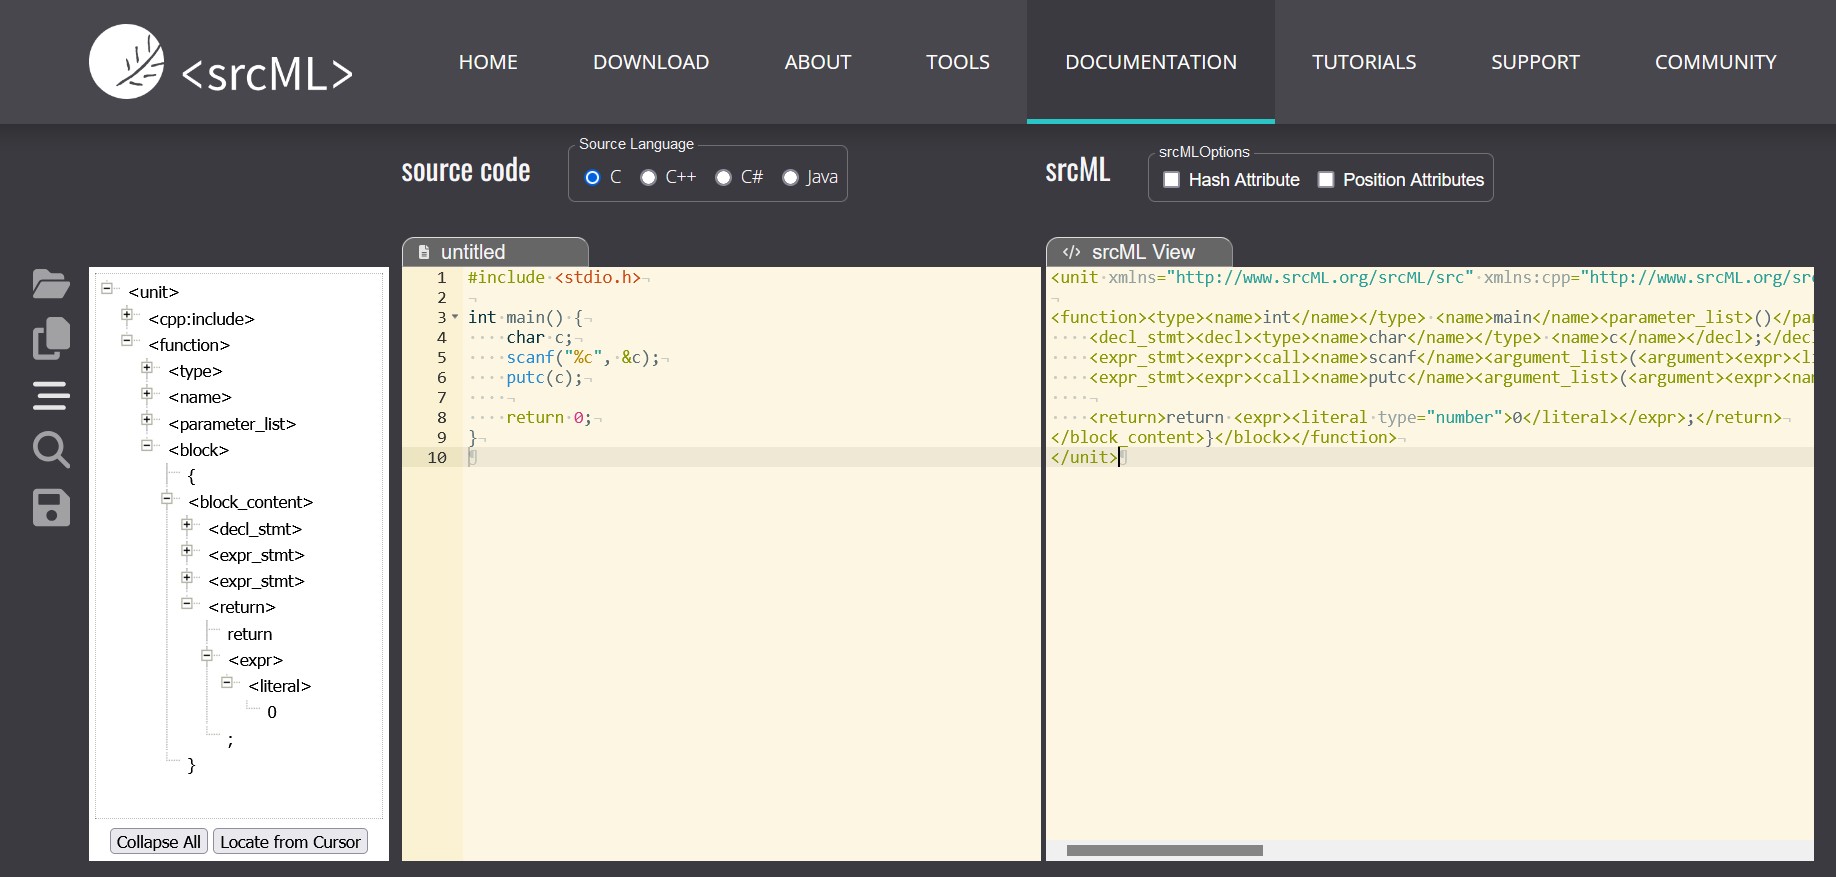 <srcML>
HOME DOWNLOAD ABOUT TOOLS DOCUMENTATION TUTORIALS SUPPORT COMMUNITY
source code
Source Language
C C++ C# Java
srcML
srcMLOptions
Hash Attribute Position Attributes
<unit>
<cpp:include>
<function>
<type>
<name>
<parameter_list>
<block>
{
<block_content>
<decl_stmt>
<expr_stmt>
<expr_stmt>
<return>
return
<expr>
<literal>
0
;
}
Collapse All Locate from Cursor
untitled
1 #include <stdio.h>
2
3 int main() {
4 char c;
5 scanf("%c", &c);
6 putc(c);
7
8 return 0;
9 }
10
srcML View
<unit xmlns="http://www.srcML.org/srcML/src" xmlns:cpp="http://www.srcML.org/sr
<function><type><name>int</name></type> <name>main</name><parameter_list>()</pa
<decl_stmt><decl><type><name>char</name></type> <name>c</name></decl>;</dec
<expr_stmt><expr><call><name>scanf</name><argument_list>(<argument><expr><li
<expr_stmt><expr><call><name>putc</name><argument_list>(<argument><expr><na
<return>return <expr><literal type="number">0</literal></expr>;</return>
</block_content>}</block></function>
</unit>